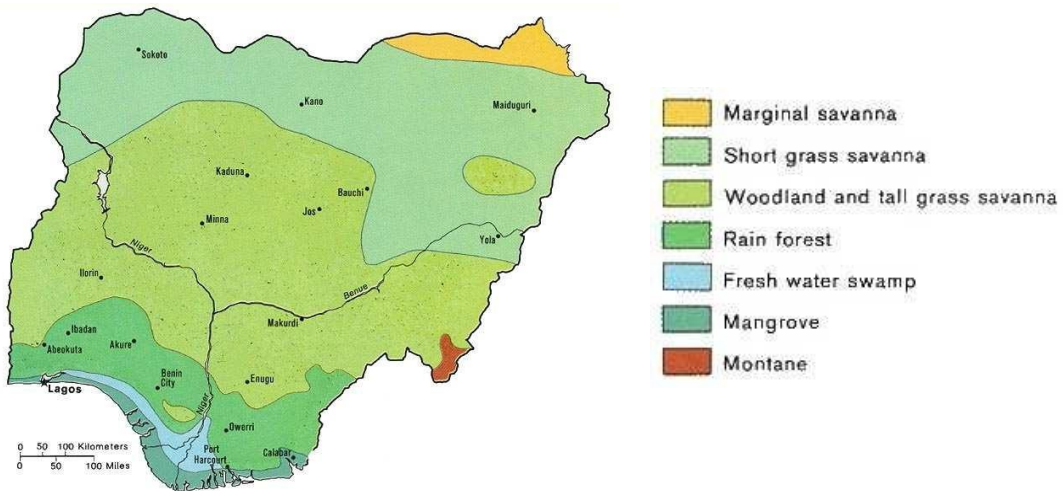 Sokoto
Kano
Maiduguri
Kaduna
Bauchi
Jos
Minna
Yola
Niger
Ilorin
Benue
Makurdi
Ibadan
Abeokuta
Akure
Lagos
Benin
City
Enugu
Niger
Owerri
Port
Harcourt
Calabar
0 50 100 Kilometers
0 50 100 Miles
Marginal savanna
Short grass savanna
Woodland and tall grass savanna
Rain forest
Fresh water swamp
Mangrove
Montane